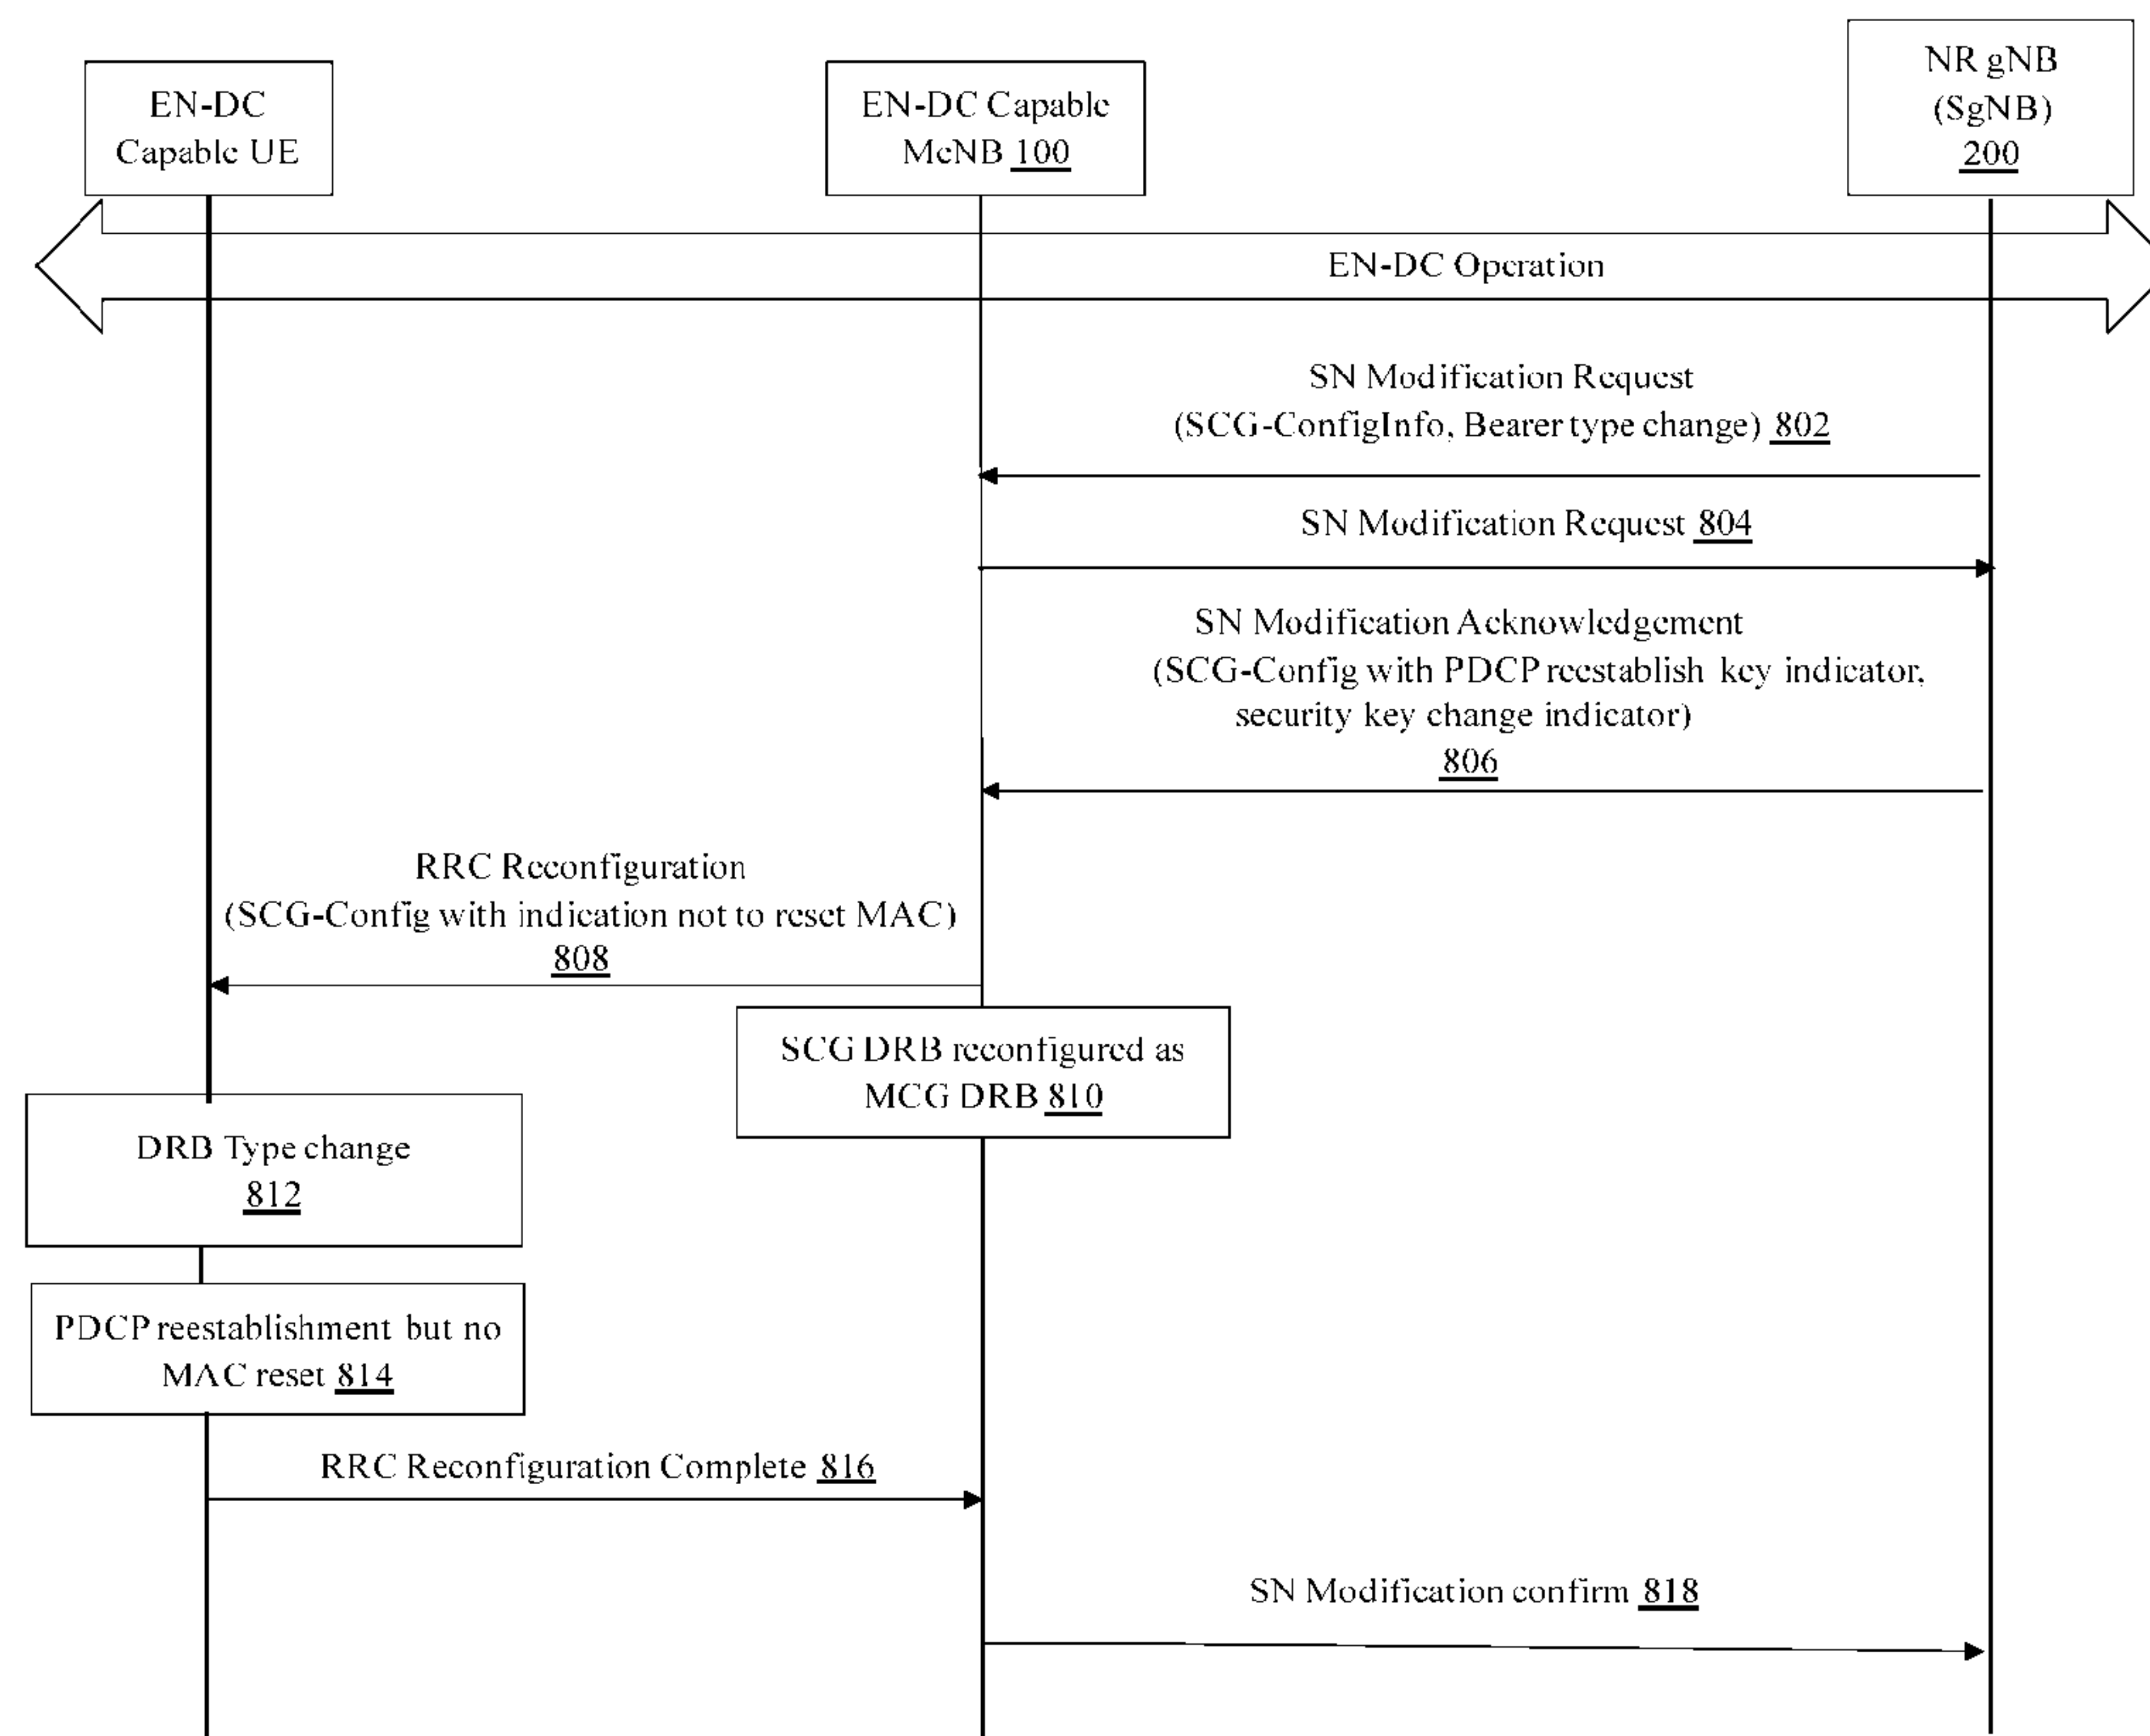 EN-DC
Capable UE
EN-DC Capable
MeNB 100
NR gNB
(SgNB)
200
EN-DC Operation
SN Modification Request
(SCG-ConfigInfo, Bearer type change) 802
SN Modification Request 804
SN Modification Acknowledgement
(SCG-Config with PDCP reestablish key indicator,
security key change indicator)
806
RRC Reconfiguration
(SCG-Config with indication not to reset MAC)
808
SCG DRB reconfigured as
MCG DRB 810
DRB Type change
812
PDCP reestablishment but no
MAC reset 814
RRC Reconfiguration Complete 816
SN Modification confirm 818